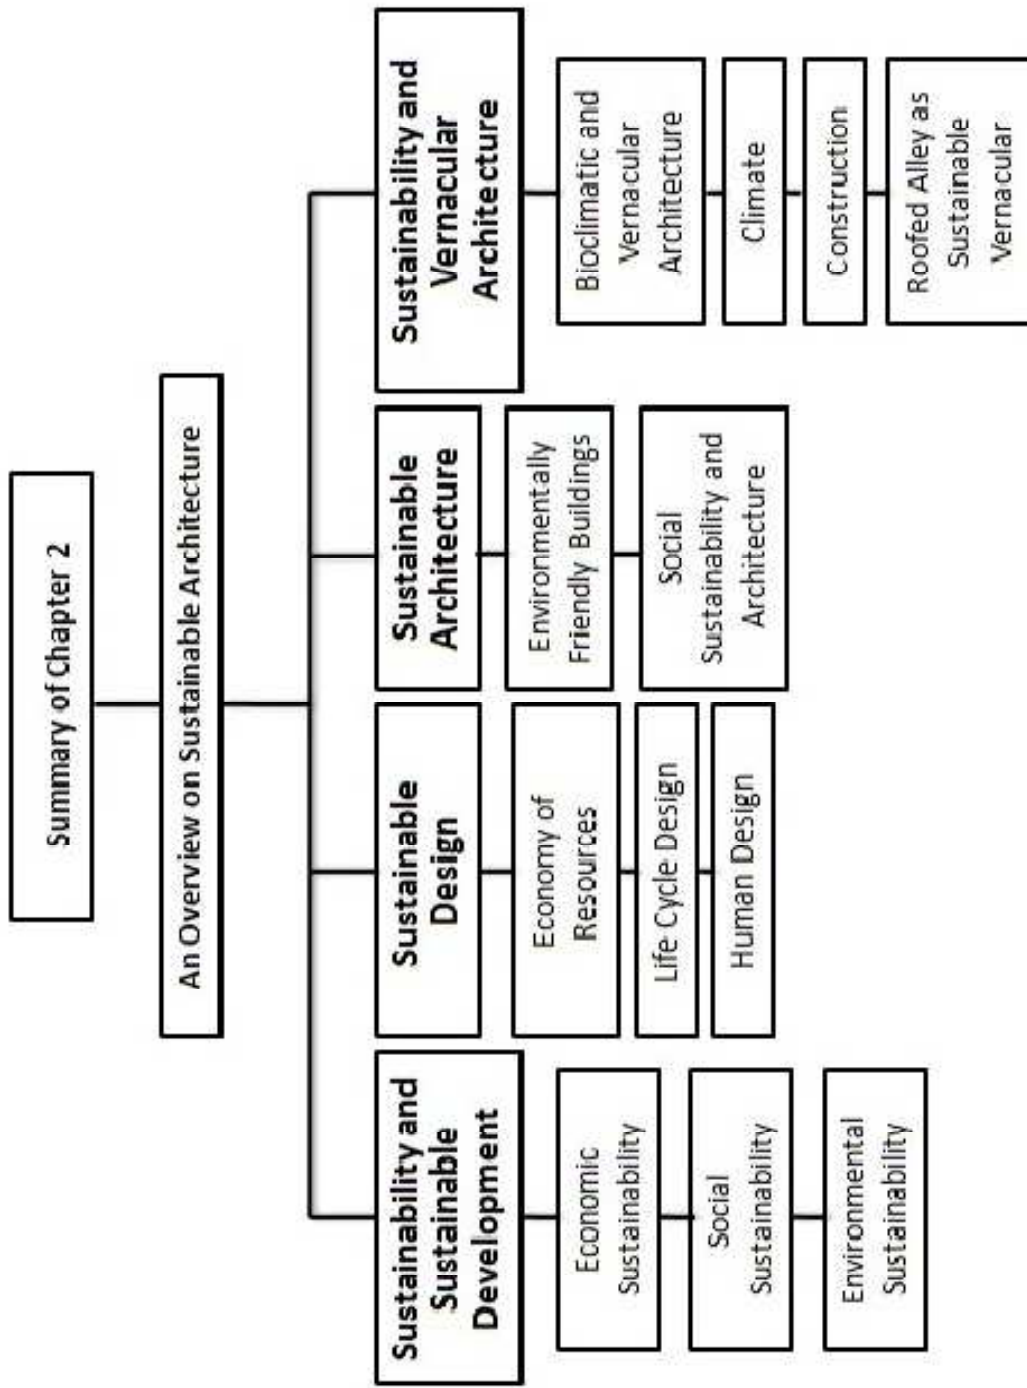 Summary of Chapter 2
An Overview on Sustainable Architecture
Sustainability and
Sustainable
Development
Economic
Sustainability
Social
Sustainability
Environmental
Sustainability
Sustainable
Design
Economy of
Resources
Life Cycle Design
Human Design
Sustainable
Architecture
Environmentally
Friendly Buildings
Social
Sustainability and
Architecture
Sustainability and
Vernacular
Architecture
Bioclimatic and
Vernacular
Architecture
Climate
Construction
Roofed Alley as
Sustainable
Vernacular